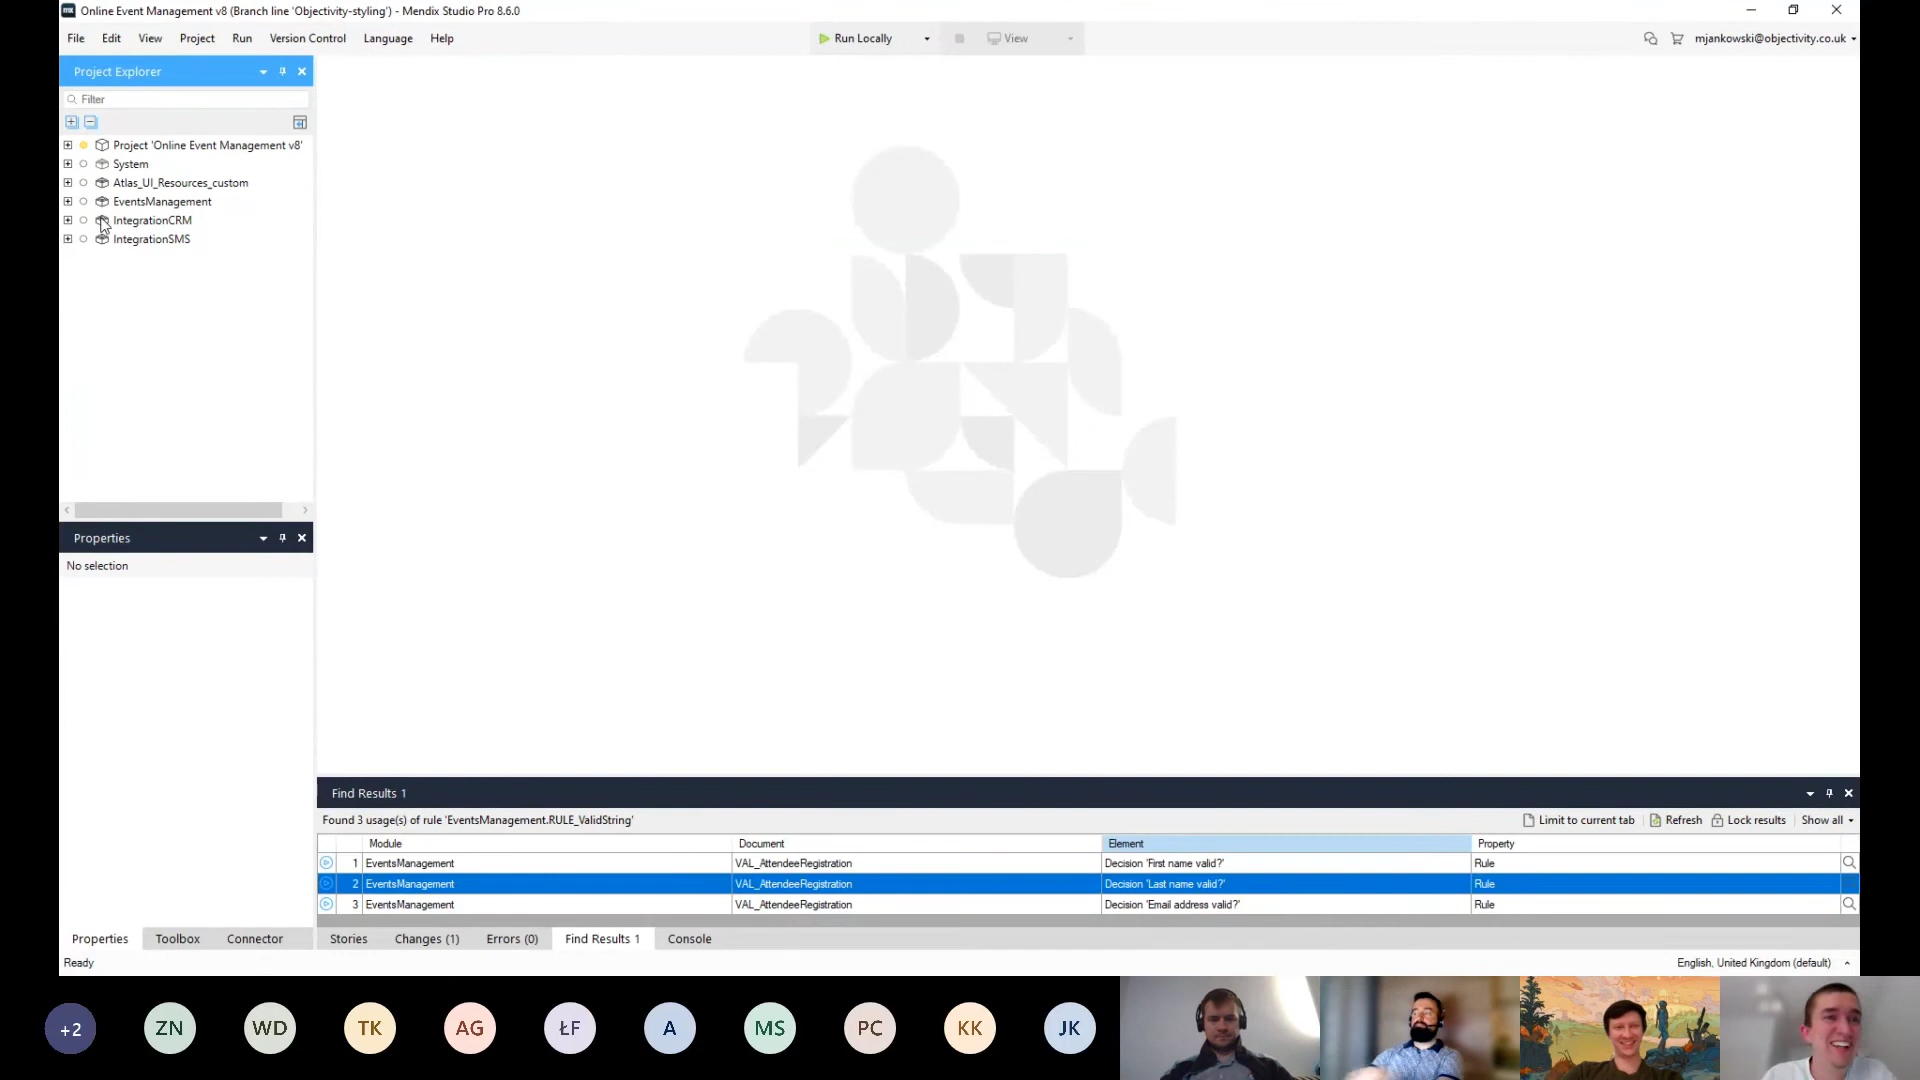 mx Online Event Management v8 (Branch line 'Objectivity-styling') - Mendix Studio Pro 8.6.0
File Edit View Project Run Version Control Language Help Run Locally View mjankowski@objectivity.co.uk
Project Explorer
Filter
Project 'Online Event Management v8'
System
Atlas_UI_Resources_custom
EventsManagement
IntegrationCRM
IntegrationSMS
Properties
No selection
Find Results 1
Found 3 usage(s) of rule 'EventsManagement.RULE_ValidString' Limit to current tab Refresh Lock results Show all
Module Document Element Property
1 EventsManagement VAL_AttendeeRegistration Decision 'First name valid?' Rule
2 EventsManagement VAL_AttendeeRegistration Decision 'Last name valid?' Rule
3 EventsManagement VAL_AttendeeRegistration Decision 'Email address valid?' Rule
Properties Toolbox Connector Stories Changes (1) Errors (0) Find Results 1 Console
Ready English, United Kingdom (default)
+2 ZN WD TK AG ŁF A MS PC KK JK